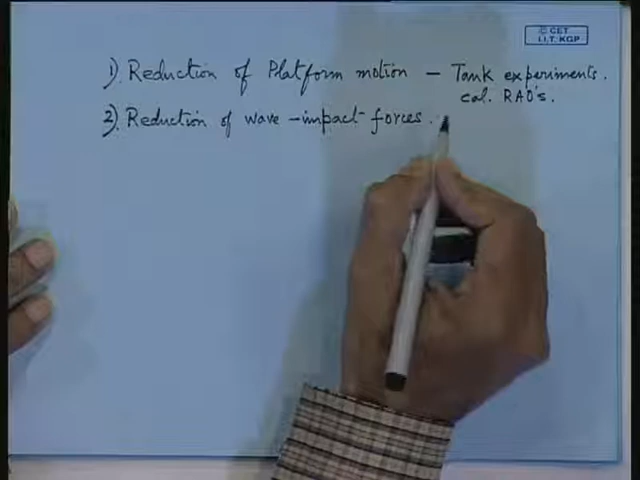 © CET
I.I.T. KGP
1). Reduction of Platform motion – Tank experiments.
cal. RAO's.
2). Reduction of wave-impact forces.